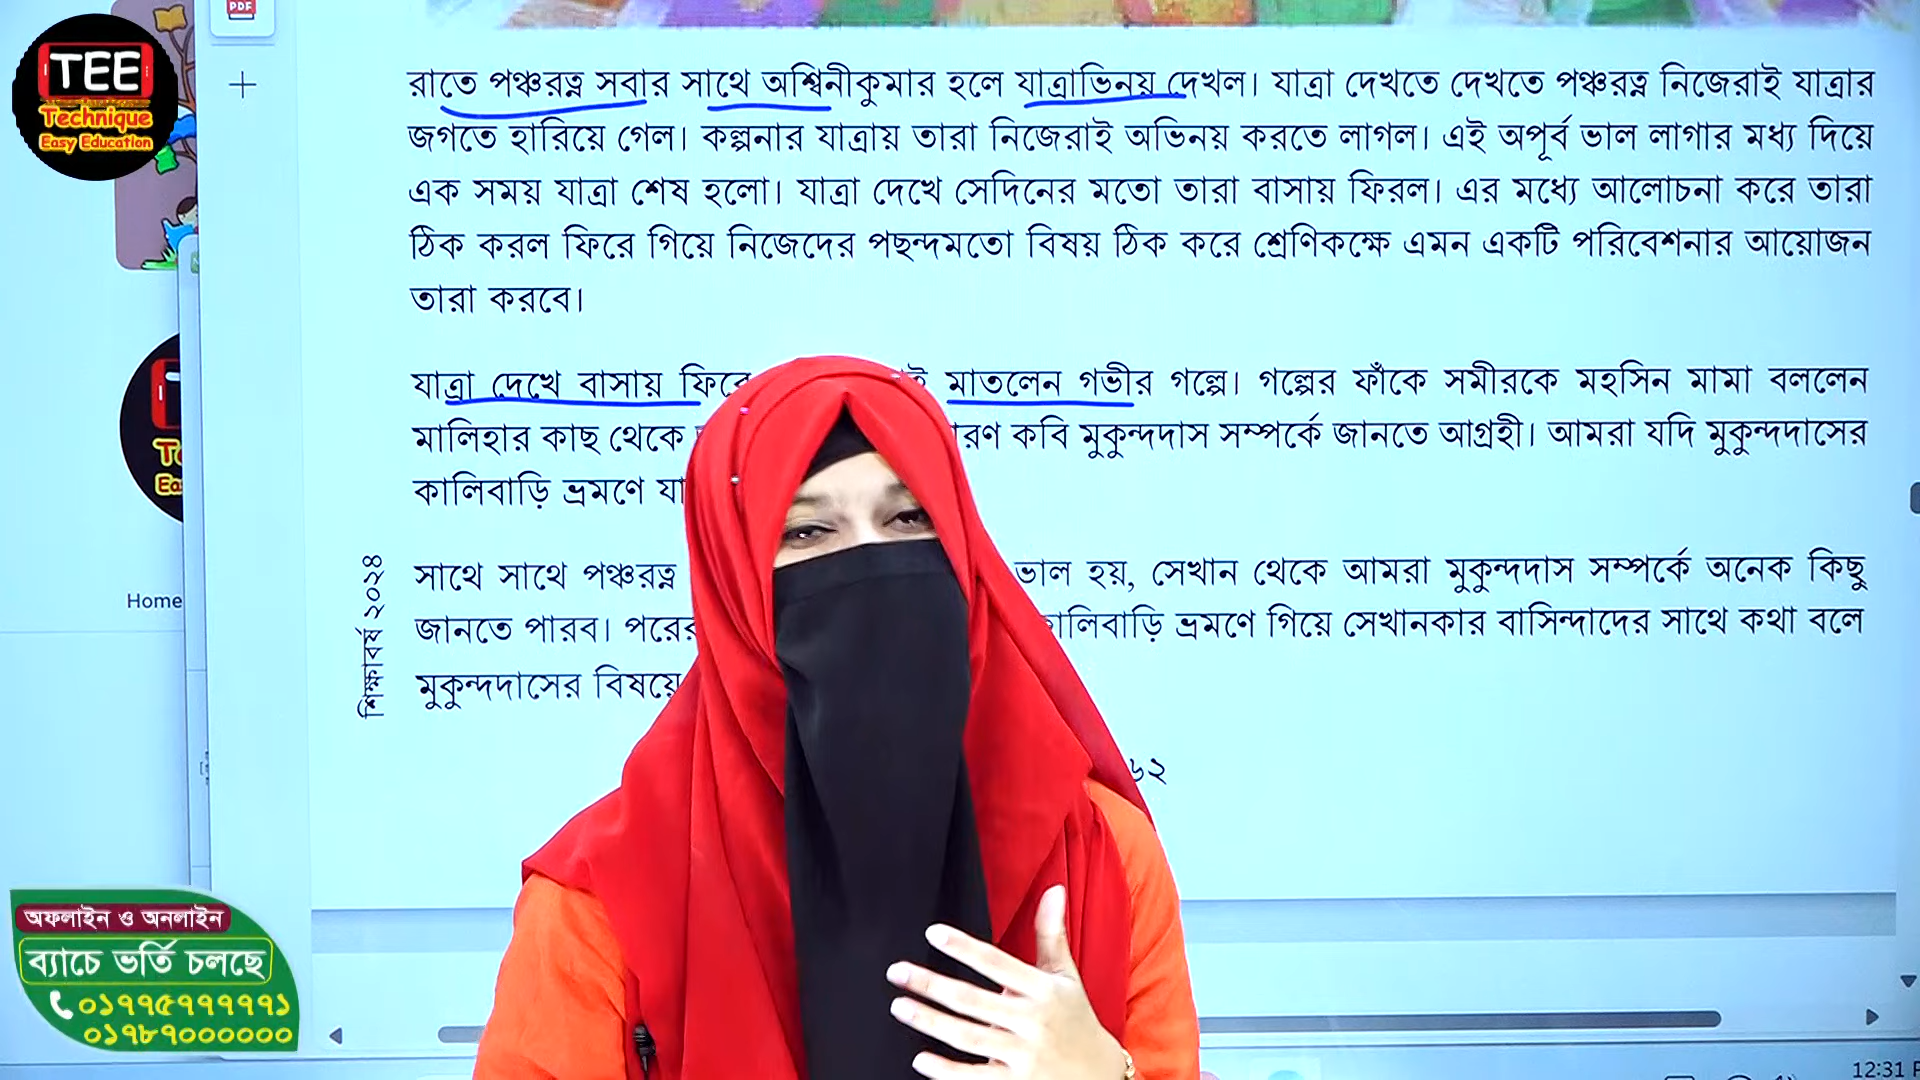 PDF
TEE
Technique
Easy Education
রাতে পঞ্চরত্ন সবার সাথে অশ্বিনীকুমার হলে যাত্রাভিনয় দেখল। যাত্রা দেখতে দেখতে পঞ্চরত্ন নিজেরাই যাত্রার
জগতে হারিয়ে গেল। কল্পনার যাত্রায় তারা নিজেরাই অভিনয় করতে লাগল। এই অপূর্ব ভাল লাগার মধ্য দিয়ে
এক সময় যাত্রা শেষ হলো। যাত্রা দেখে সেদিনের মতো তারা বাসায় ফিরল। এর মধ্যে আলোচনা করে তারা
ঠিক করল ফিরে গিয়ে নিজেদের পছন্দমতো বিষয় ঠিক করে শ্রেণিকক্ষে এমন একটি পরিবেশনার আয়োজন
তারা করবে।
যাত্রা দেখে বাসায় মাতলেন গভীর গল্পে। গল্পের ফাঁকে সমীরকে মহসিন মামা বললেন
মালিহার কাছ থেকে কবি মুকুন্দদাস সম্পর্কে জানতে আগ্রহী। আমরা যদি মুকুন্দদাসের
কালিবাড়ি ভ্রমণে
সাথে সাথে পঞ্চরত্ন ভাল হয়, সেখান থেকে আমরা মুকুন্দদাস সম্পর্কে অনেক কিছু
জানতে পারব। কালিবাড়ি ভ্রমণে গিয়ে সেখানকার বাসিন্দাদের সাথে কথা বলে
মুকুন্দদাসের বিষয়ে
শিক্ষাবর্ষ ২০২৪
৬২
Home
অফলাইন ও অনলাইন
ব্যাচে ভর্তি চলছে
০১৭৭৫৭৭৭৭৭১
০১৭৮৭০০০০০০
12:31